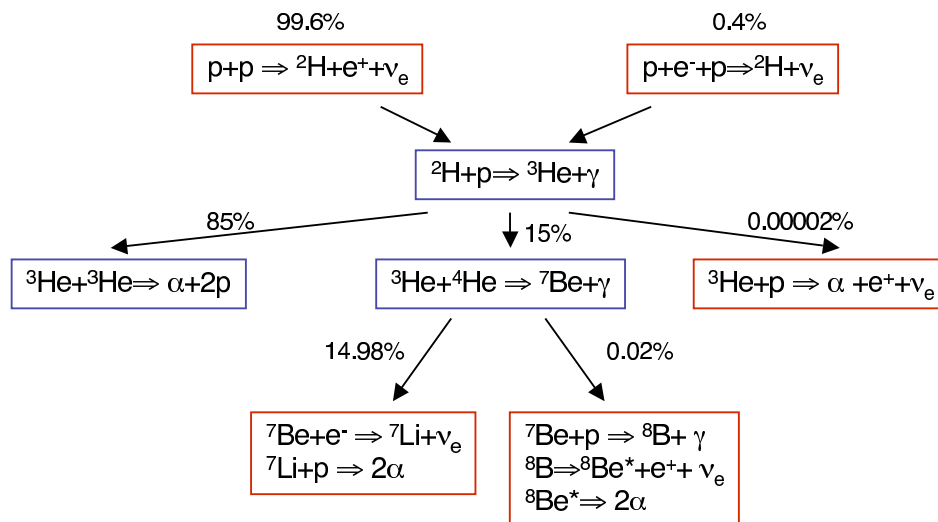 99.6%
0.4%
p+p ⇒ ²H+e⁺+νₑ
p+e⁻+p⇒²H+νₑ
²H+p⇒ ³He+γ
85%
15%
0.00002%
³He+³He⇒ α+2p
³He+⁴He ⇒ ⁷Be+γ
³He+p ⇒ α +e⁺+νₑ
14.98%
0.02%
⁷Be+e⁻ ⇒ ⁷Li+νₑ
⁷Li+p ⇒ 2α
⁷Be+p ⇒ ⁸B+ γ
⁸B⇒⁸Be*+e⁺+ νₑ
⁸Be*⇒ 2α